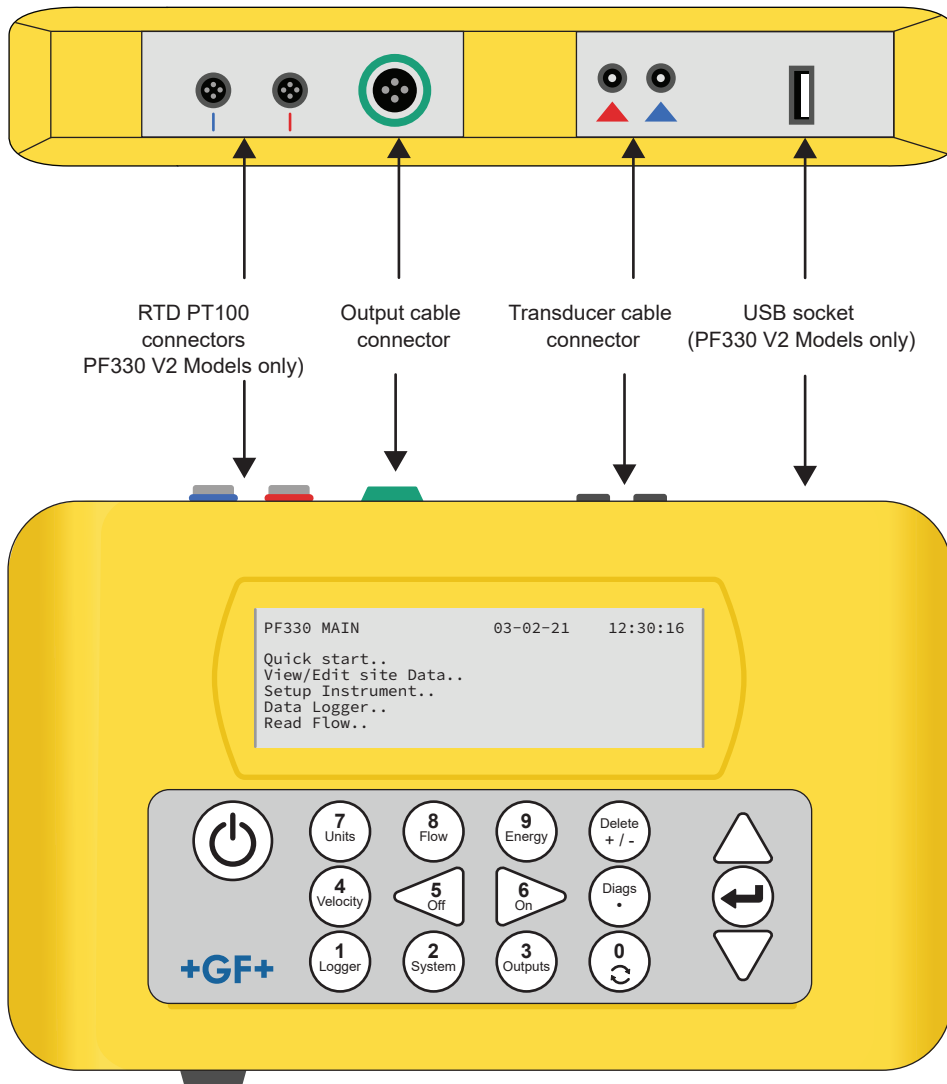 RTD PT100
connectors
PF330 V2 Models only)
Output cable
connector
Transducer cable
connector
USB socket
(PF330 V2 Models only)
PF330 MAIN 03-02-21 12:30:16
Quick start..
View/Edit site Data..
Setup Instrument..
Data Logger..
Read Flow..
7
Units
8
Flow
9
Energy
Delete
+ / -
4
Velocity
5
Off
6
On
Diags
•
1
Logger
2
System
3
Outputs
0
+GF+